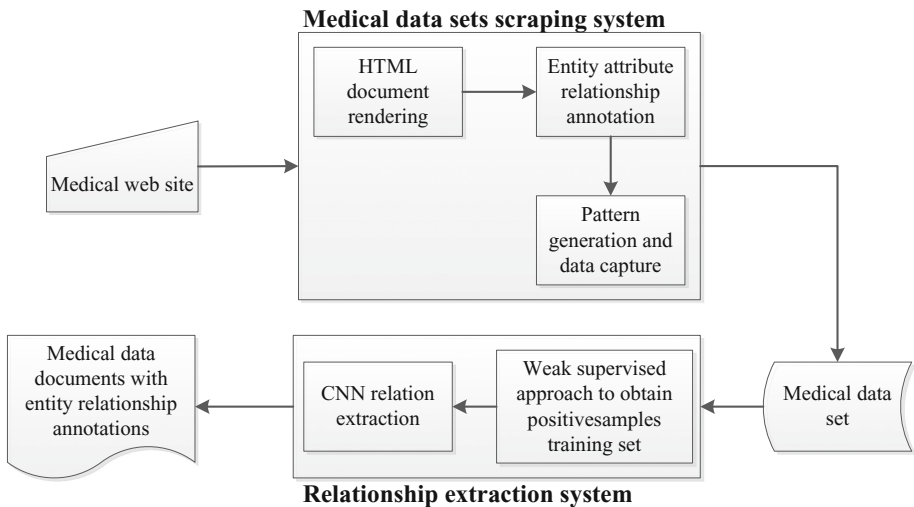 Medical data sets scraping system
HTML
document
rendering
Entity attribute
relationship
annotation
Medical web site
Pattern
generation and
data capture
Medical data
documents with
entity relationship
annotations
CNN relation
extraction
Weak supervised
approach to obtain
positivesamples
training set
Medical data
set
Relationship extraction system